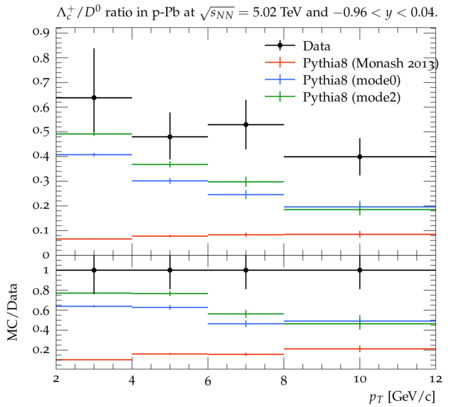 Λc+/D0 ratio in p-Pb at √sNN = 5.02 TeV and −0.96 < y < 0.04.
0.9
0.8
0.7
0.6
0.5
0.4
0.3
0.2
0.1
0
Data
Pythia8 (Monash 2013)
Pythia8 (mode0)
Pythia8 (mode2)
MC/Data
1
0.8
0.6
0.4
0.2
2 4 6 8 10 12
pT [GeV/c]